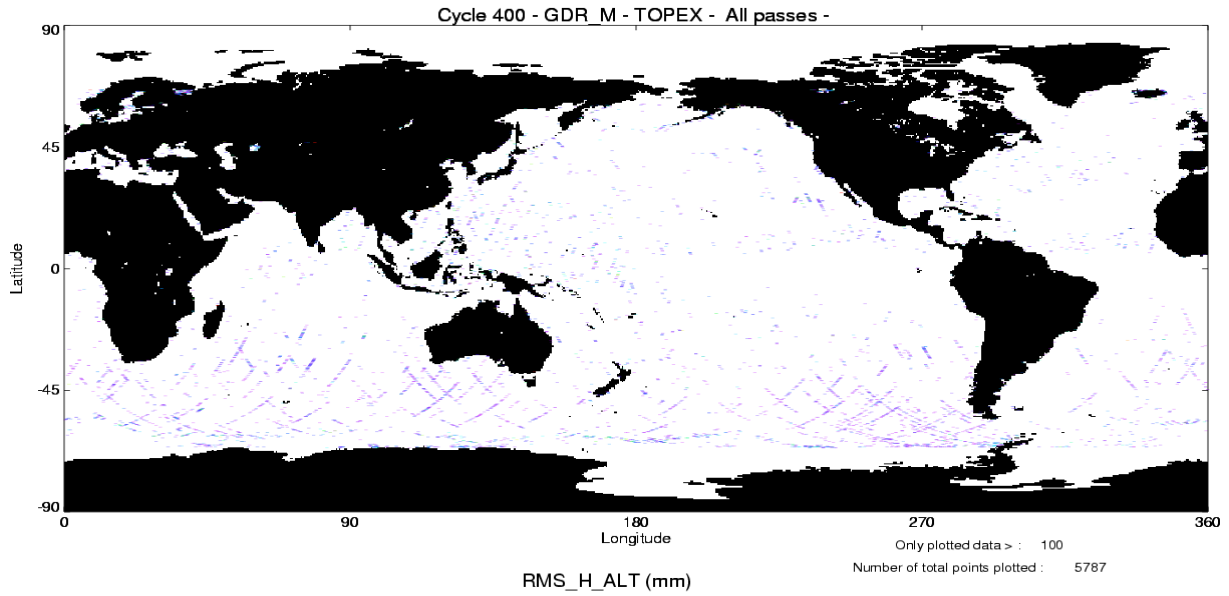 Cycle 400 - GDR_M - TOPEX - All passes -
90
45
0
-45
-90
Latitude
0 90 180 270 360
Longitude
Only plotted data > : 100
Number of total points plotted : 5787
RMS_H_ALT (mm)